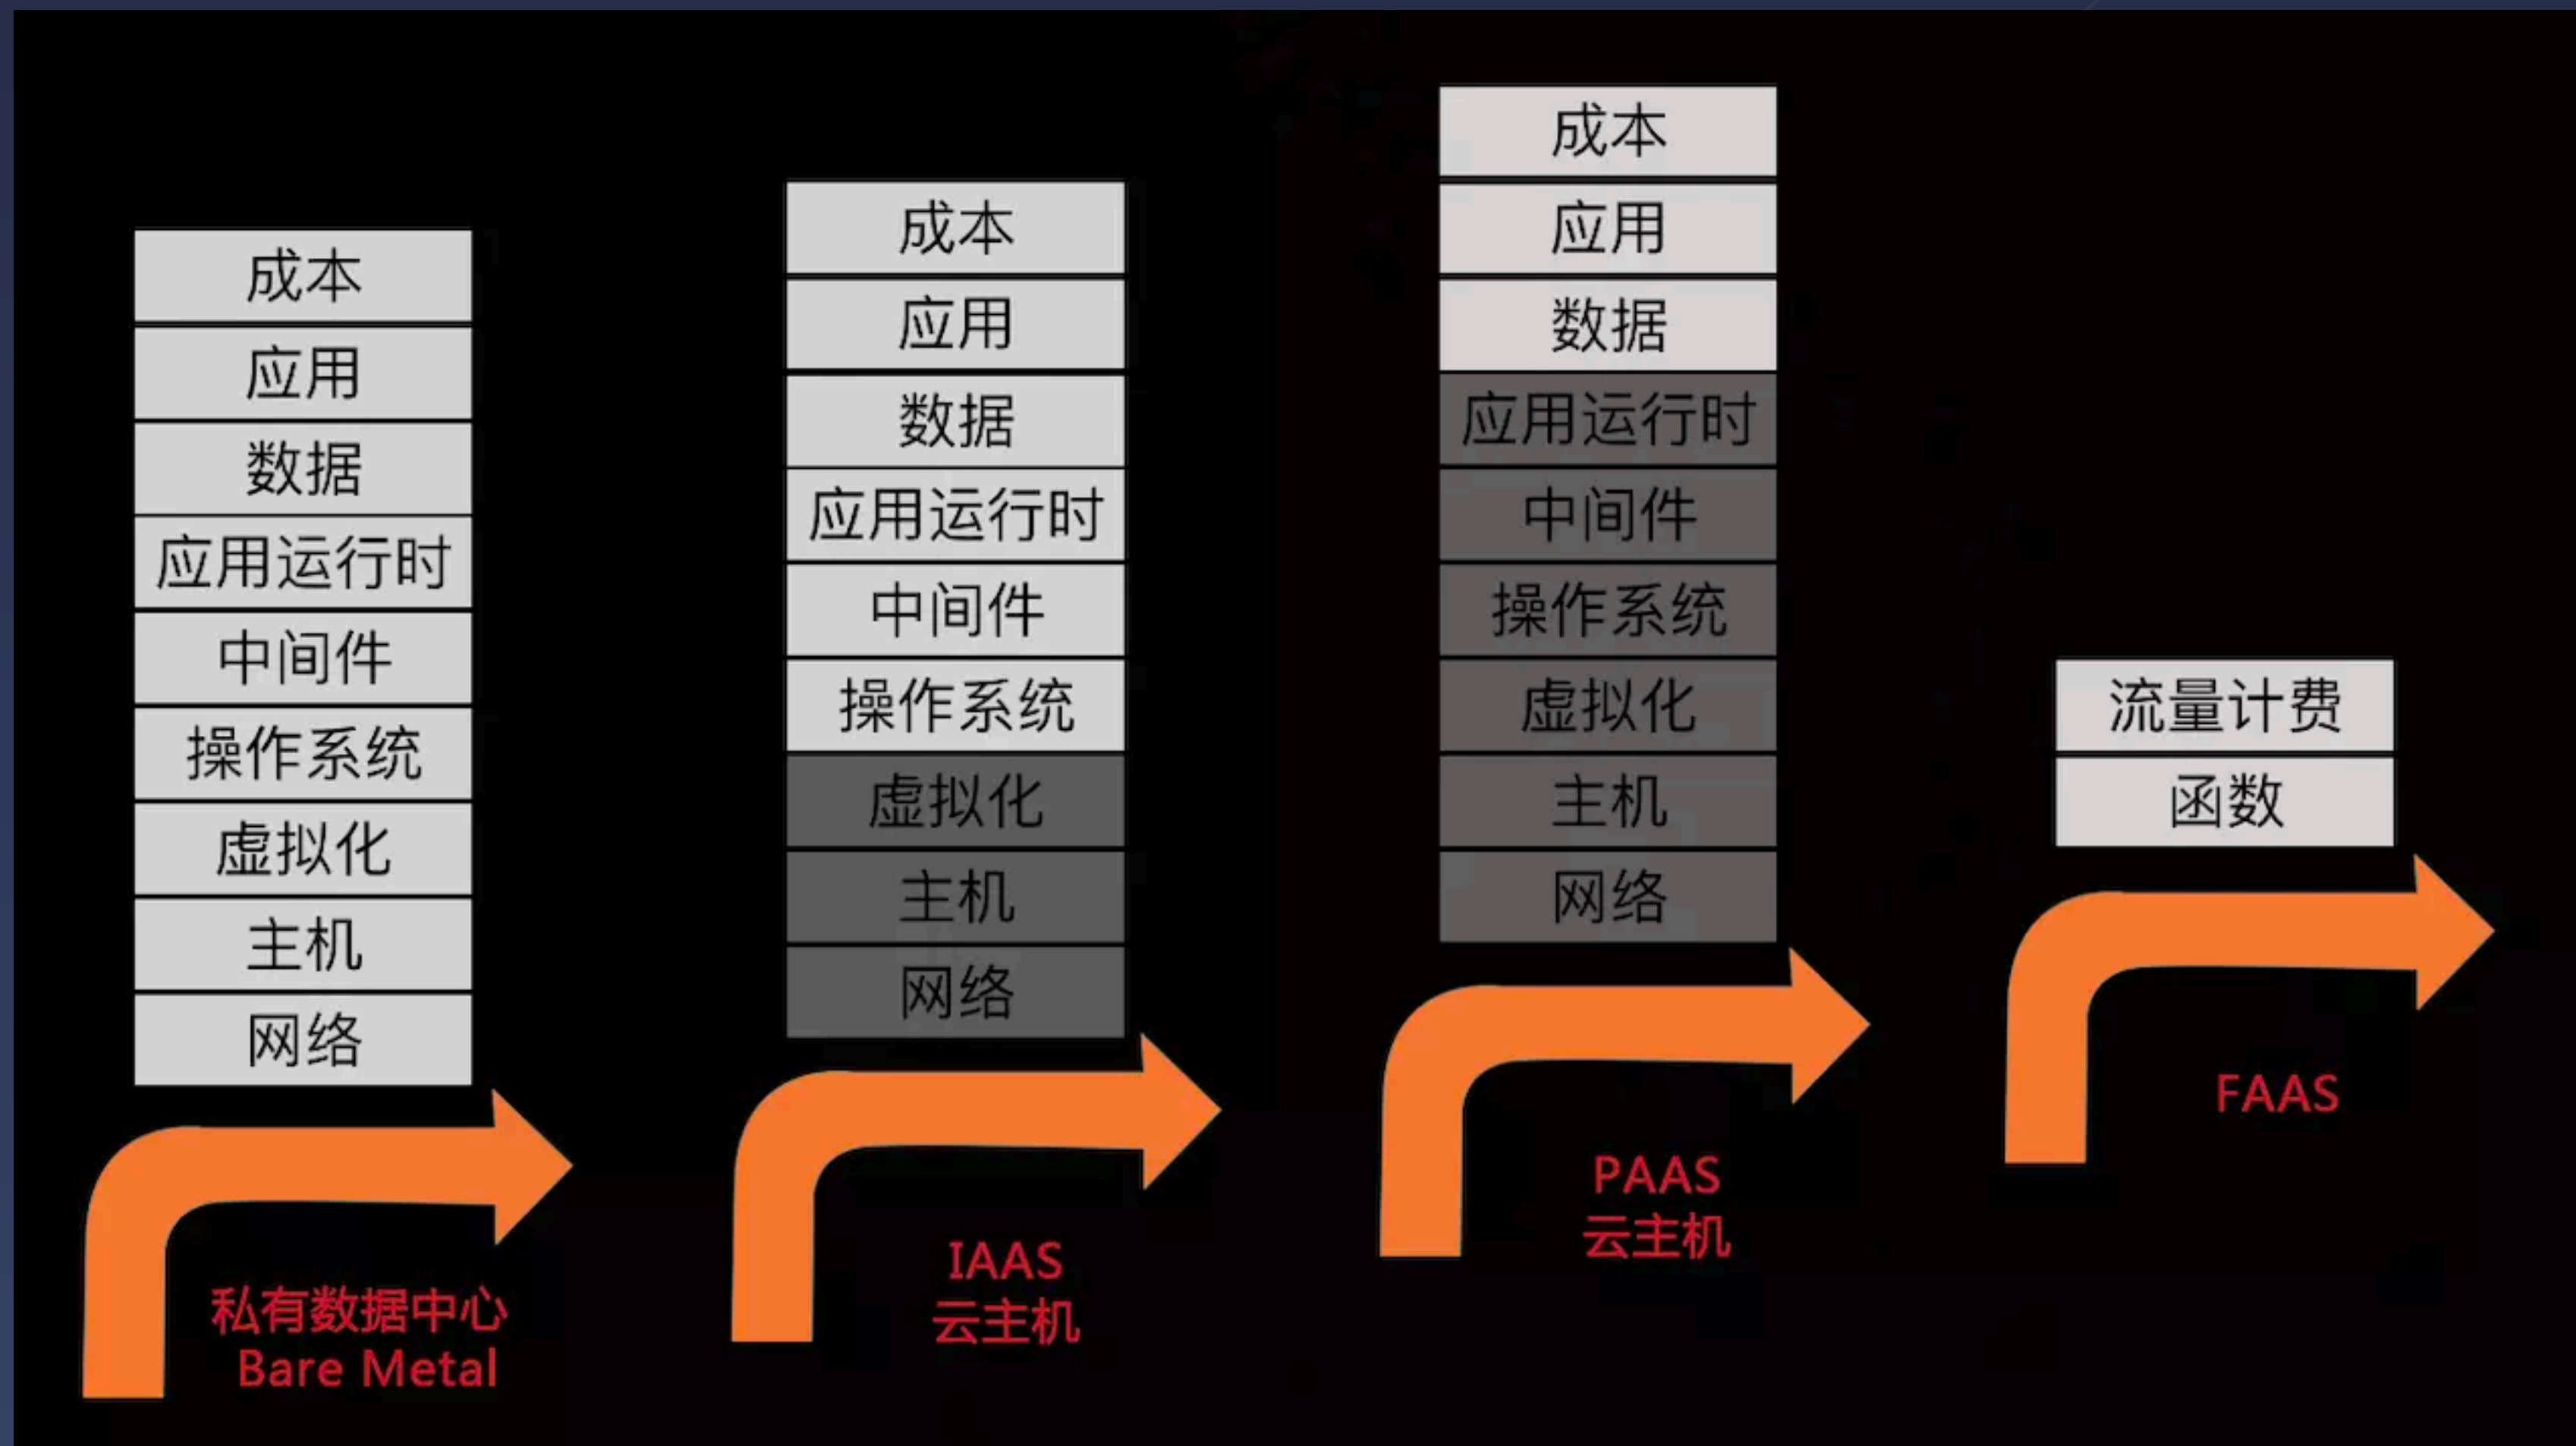 成本
应用
数据
应用运行时
中间件
操作系统
虚拟化
主机
网络
私有数据中心
Bare Metal
成本
应用
数据
应用运行时
中间件
操作系统
虚拟化
主机
网络
IAAS
云主机
成本
应用
数据
应用运行时
中间件
操作系统
虚拟化
主机
网络
PAAS
云主机
流量计费
函数
FAAS